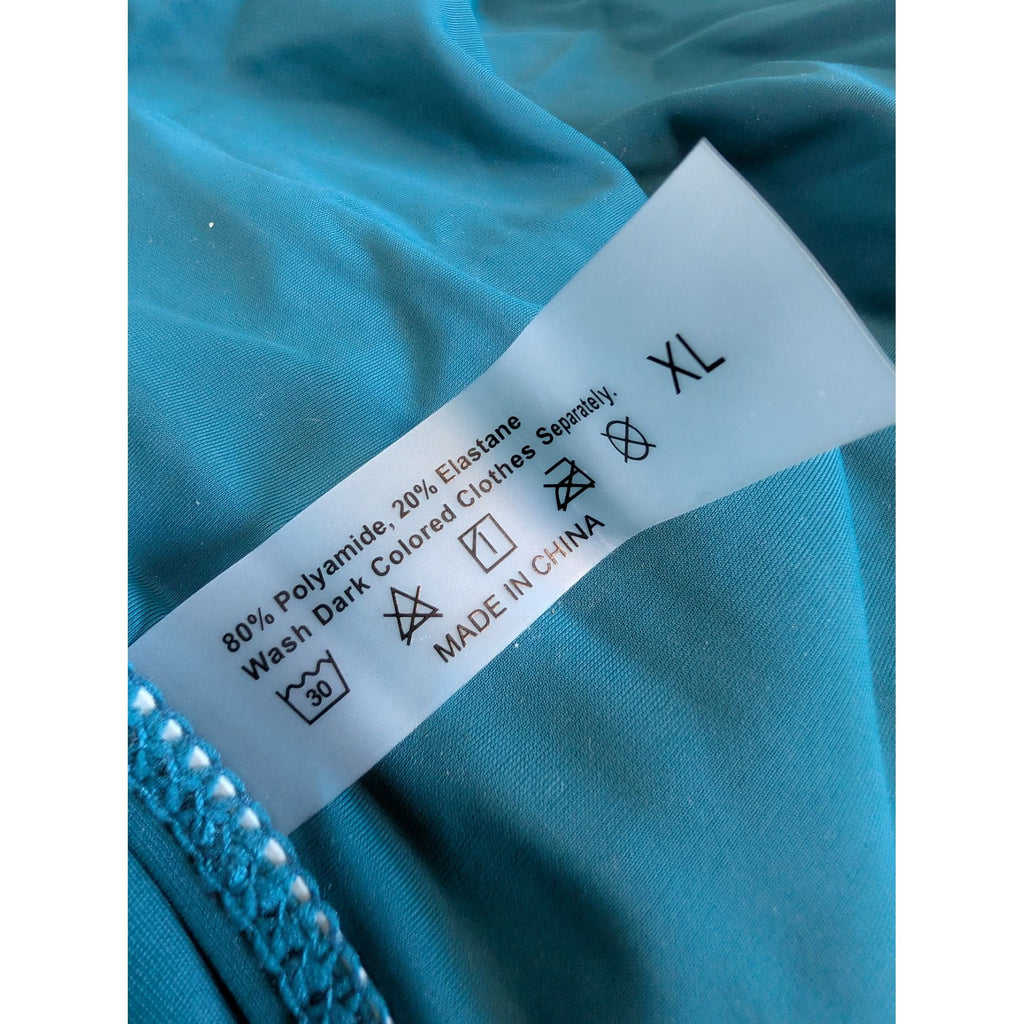 XL
80% Polyamide, 20% Elastane
Wash Dark Colored Clothes Separately.
30
1
MADE IN CHINA